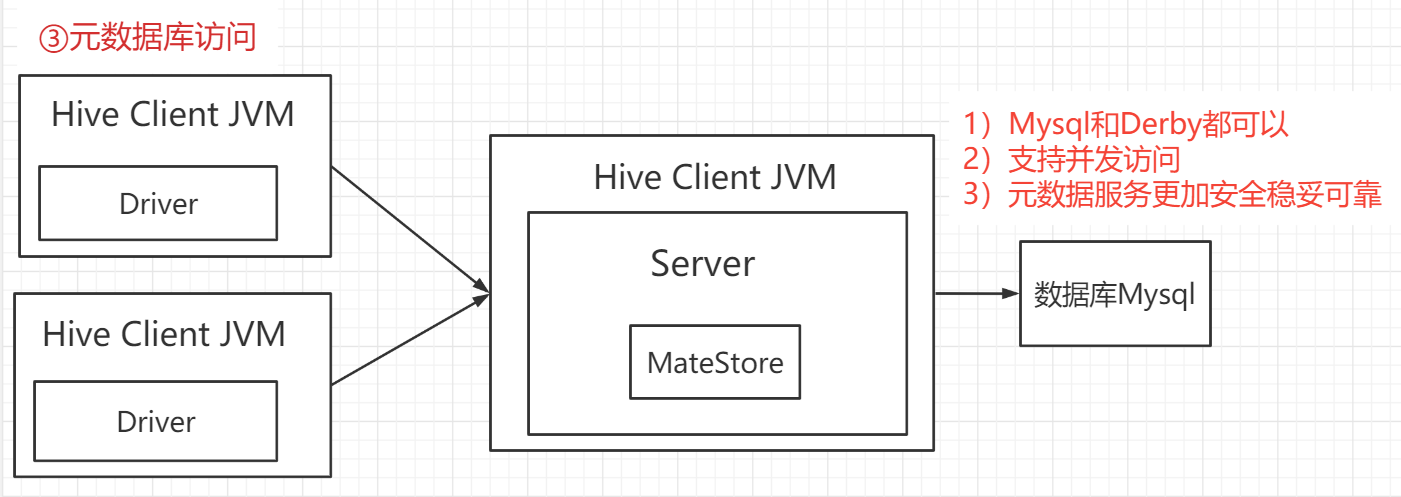 ③元数据库访问
Hive Client JVM
Driver
Hive Client JVM
Driver
Hive Client JVM
Server
MateStore
1）Mysql和Derby都可以
2）支持并发访问
3）元数据服务更加安全稳妥可靠
数据库Mysql